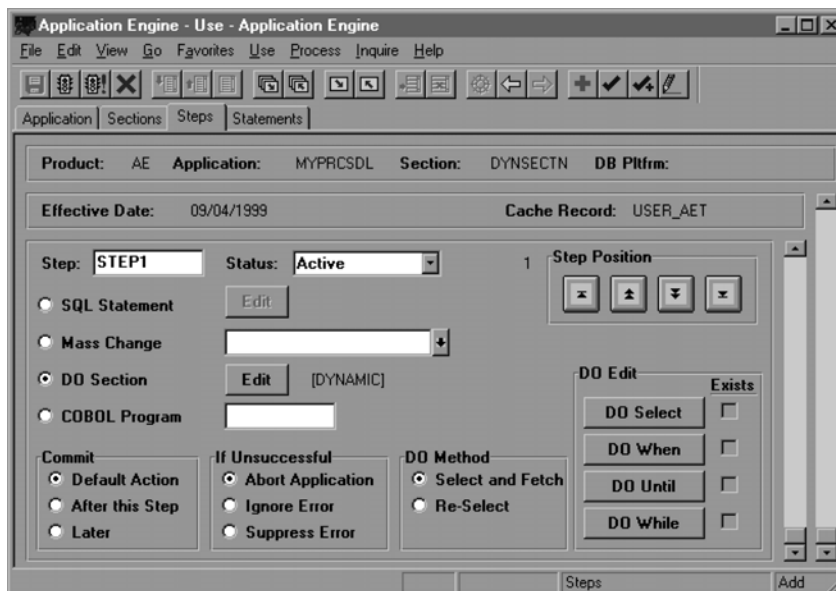 Application Engine - Use - Application Engine
File Edit View Go Favorites Use Process Inquire Help
Application Sections Steps Statements
Product: AE Application: MYPRCSDL Section: DYNSECTN DB Pltfrm:
Effective Date: 09/04/1999 Cache Record: USER_AET
Step: STEP1 Status: Active 1 Step Position
SQL Statement Edit
Mass Change
DO Section Edit [DYNAMIC] DO Edit Exists
COBOL Program DO Select
Commit If Unsuccessful DO Method DO When
Default Action Abort Application Select and Fetch
After this Step Ignore Error Re-Select DO Until
Later Suppress Error DO While
Steps Add